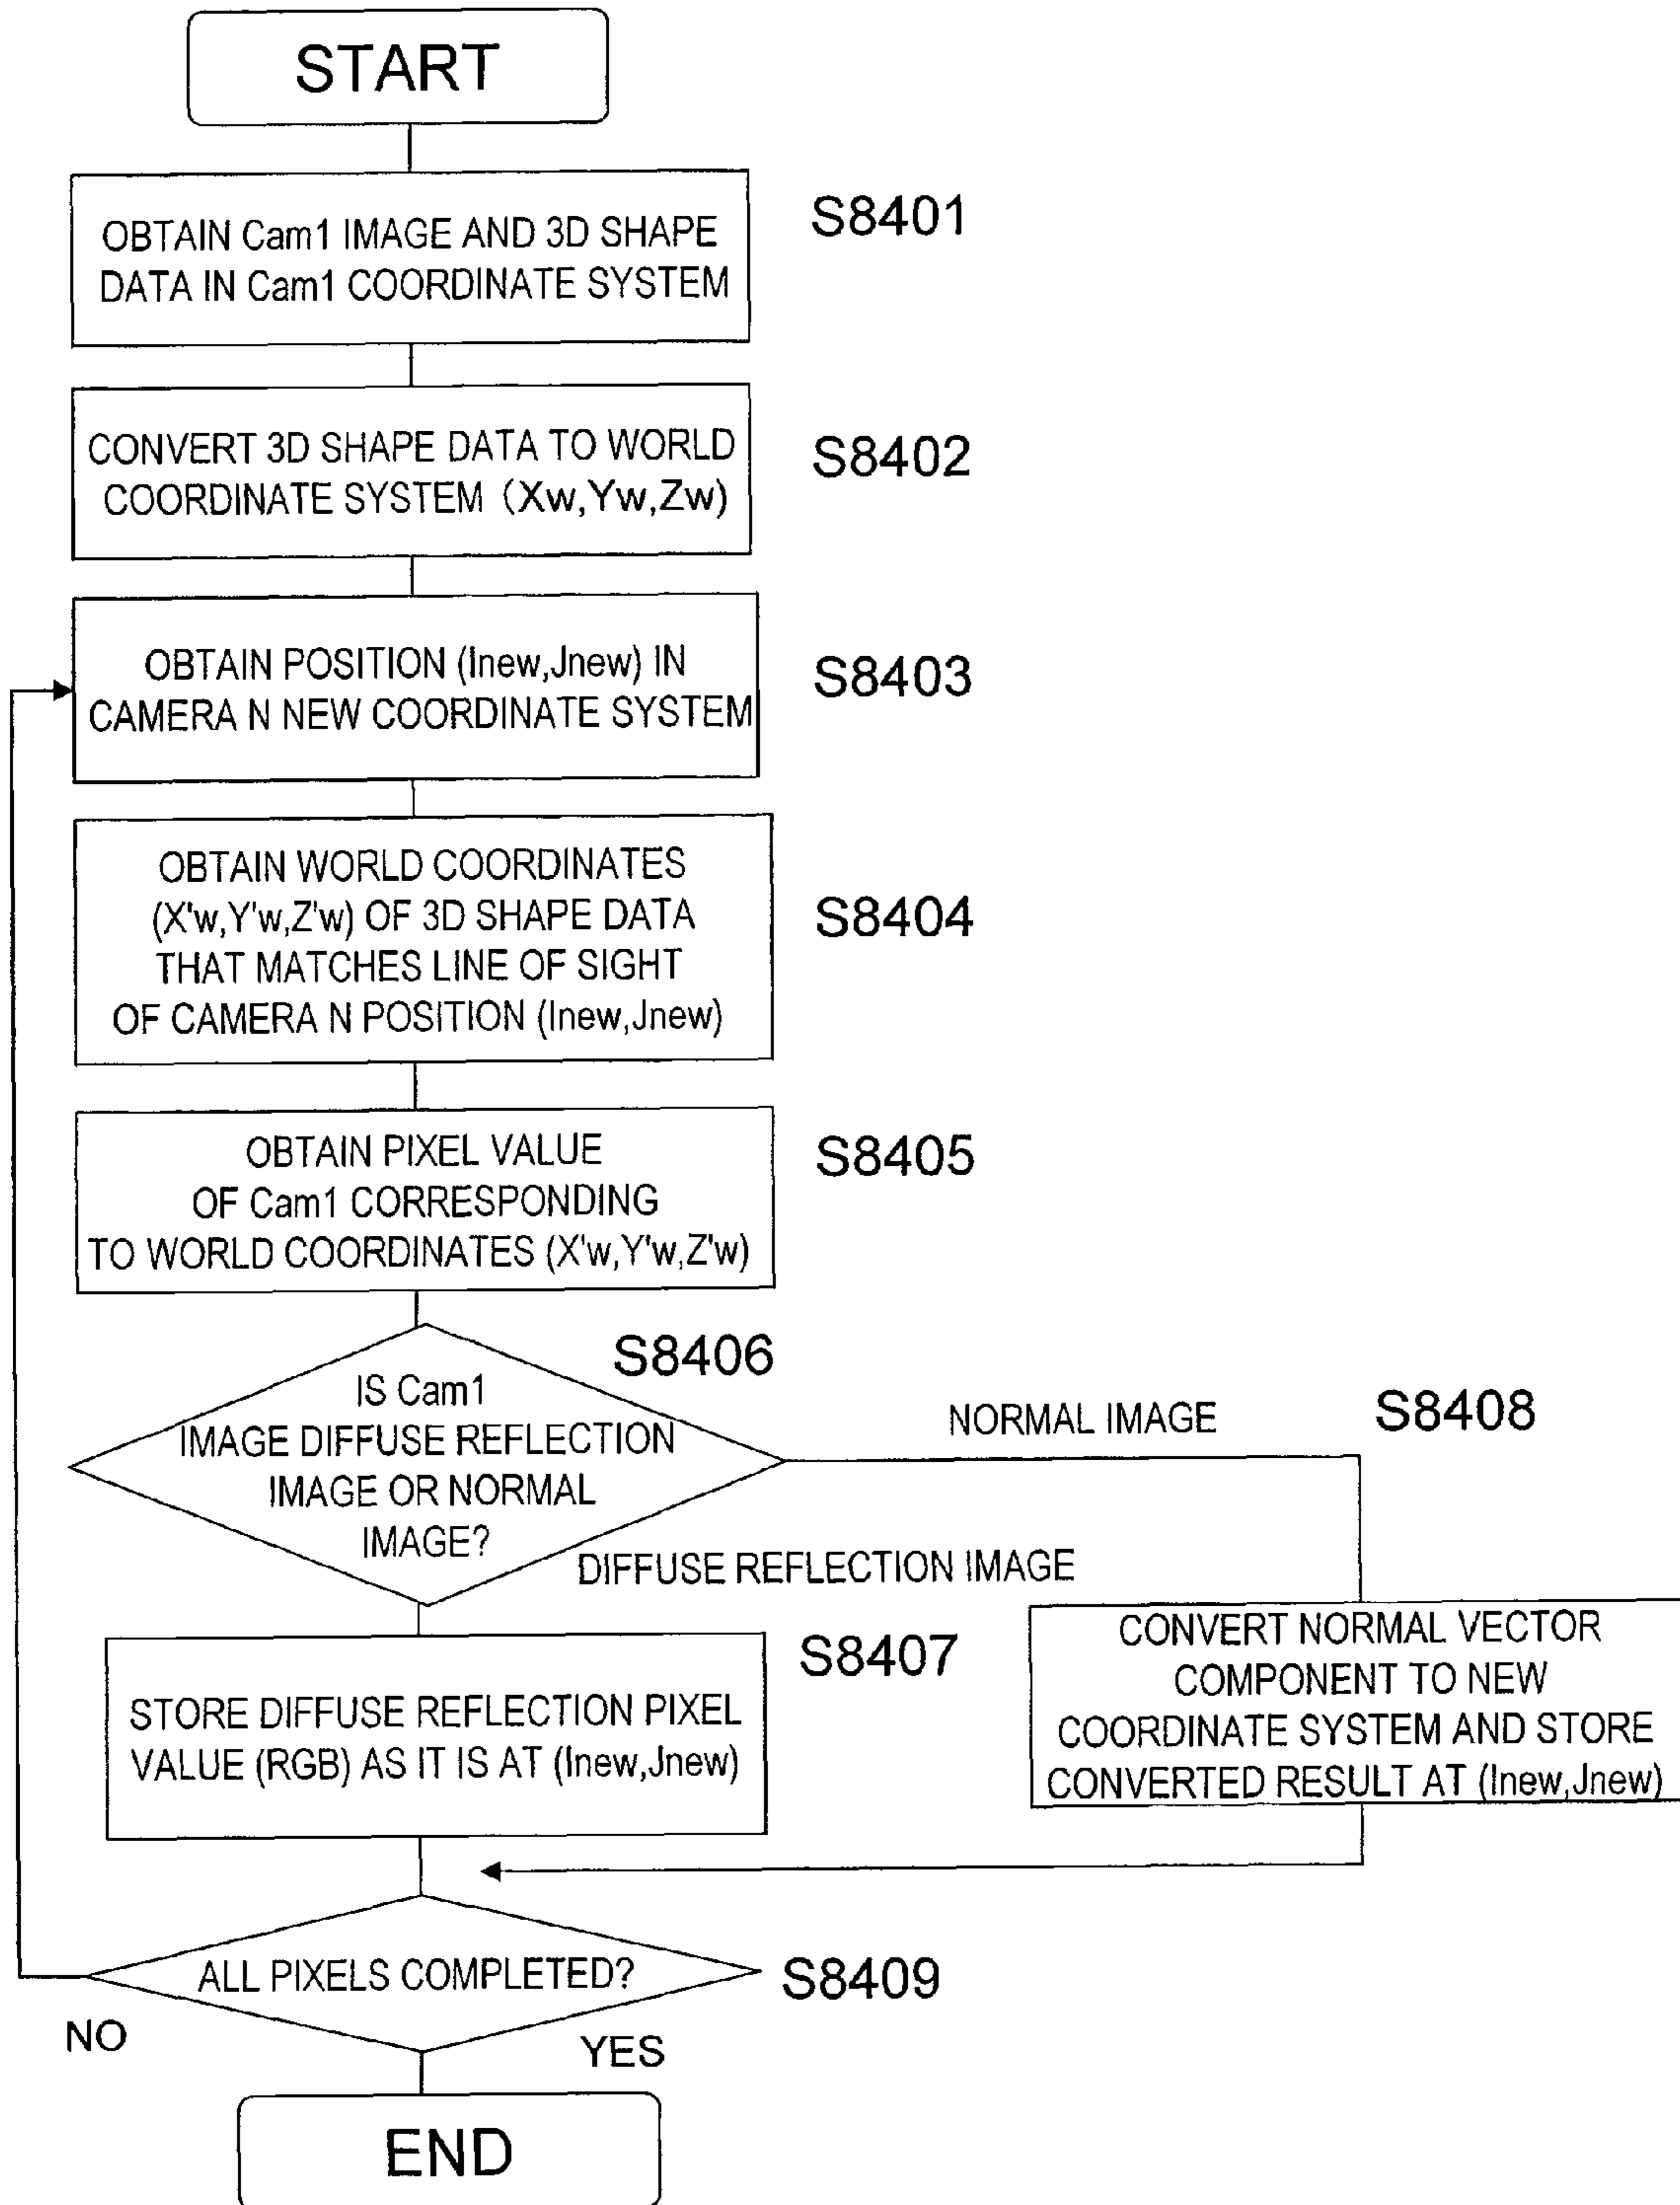 START
OBTAIN Cam1 IMAGE AND 3D SHAPE
DATA IN Cam1 COORDINATE SYSTEM
S8401
CONVERT 3D SHAPE DATA TO WORLD
COORDINATE SYSTEM (Xw,Yw,Zw)
S8402
OBTAIN POSITION (Inew,Jnew) IN
CAMERA N NEW COORDINATE SYSTEM
S8403
OBTAIN WORLD COORDINATES
(X'w,Y'w,Z'w) OF 3D SHAPE DATA
THAT MATCHES LINE OF SIGHT
OF CAMERA N POSITION (Inew,Jnew)
S8404
OBTAIN PIXEL VALUE
OF Cam1 CORRESPONDING
TO WORLD COORDINATES (X'w,Y'w,Z'w)
S8405
S8406
IS Cam1
IMAGE DIFFUSE REFLECTION
IMAGE OR NORMAL
IMAGE?
NORMAL IMAGE
S8408
DIFFUSE REFLECTION IMAGE
CONVERT NORMAL VECTOR
COMPONENT TO NEW
COORDINATE SYSTEM AND STORE
CONVERTED RESULT AT (Inew,Jnew)
S8407
STORE DIFFUSE REFLECTION PIXEL
VALUE (RGB) AS IT IS AT (Inew,Jnew)
ALL PIXELS COMPLETED?
S8409
NO
YES
END